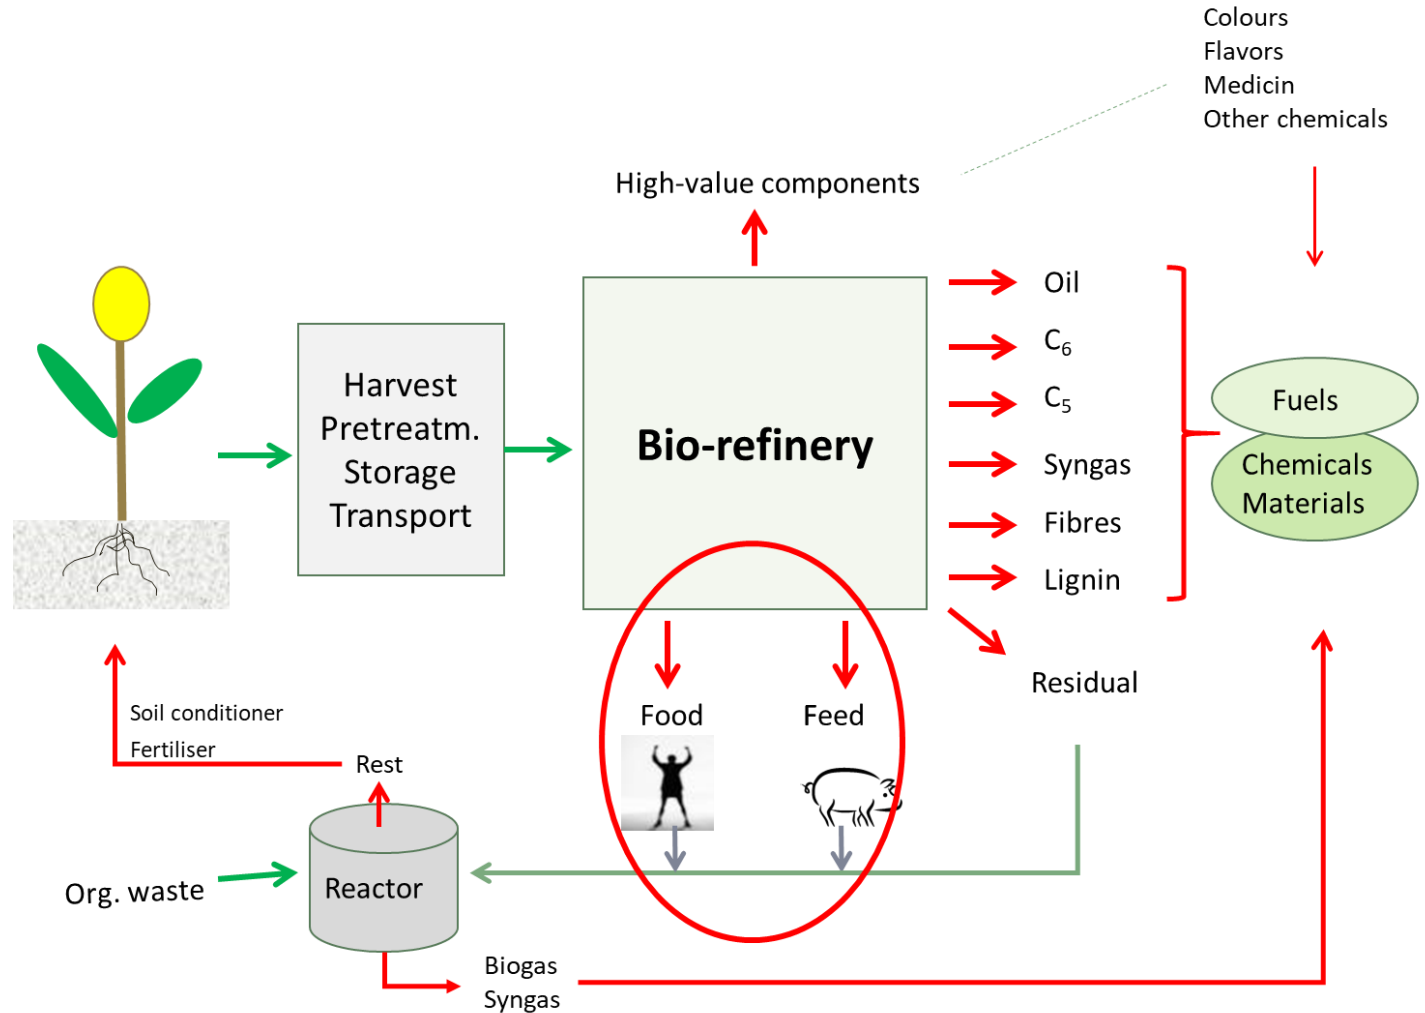 Colours
Flavors
Medicin
Other chemicals
High-value components
Harvest
Pretreatm.
Storage
Transport
Bio-refinery
Oil
C₆
C₅
Syngas
Fibres
Lignin
Fuels
Chemicals
Materials
Residual
Food
Feed
Soil conditioner
Fertiliser
Rest
Reactor
Org. waste
Biogas
Syngas